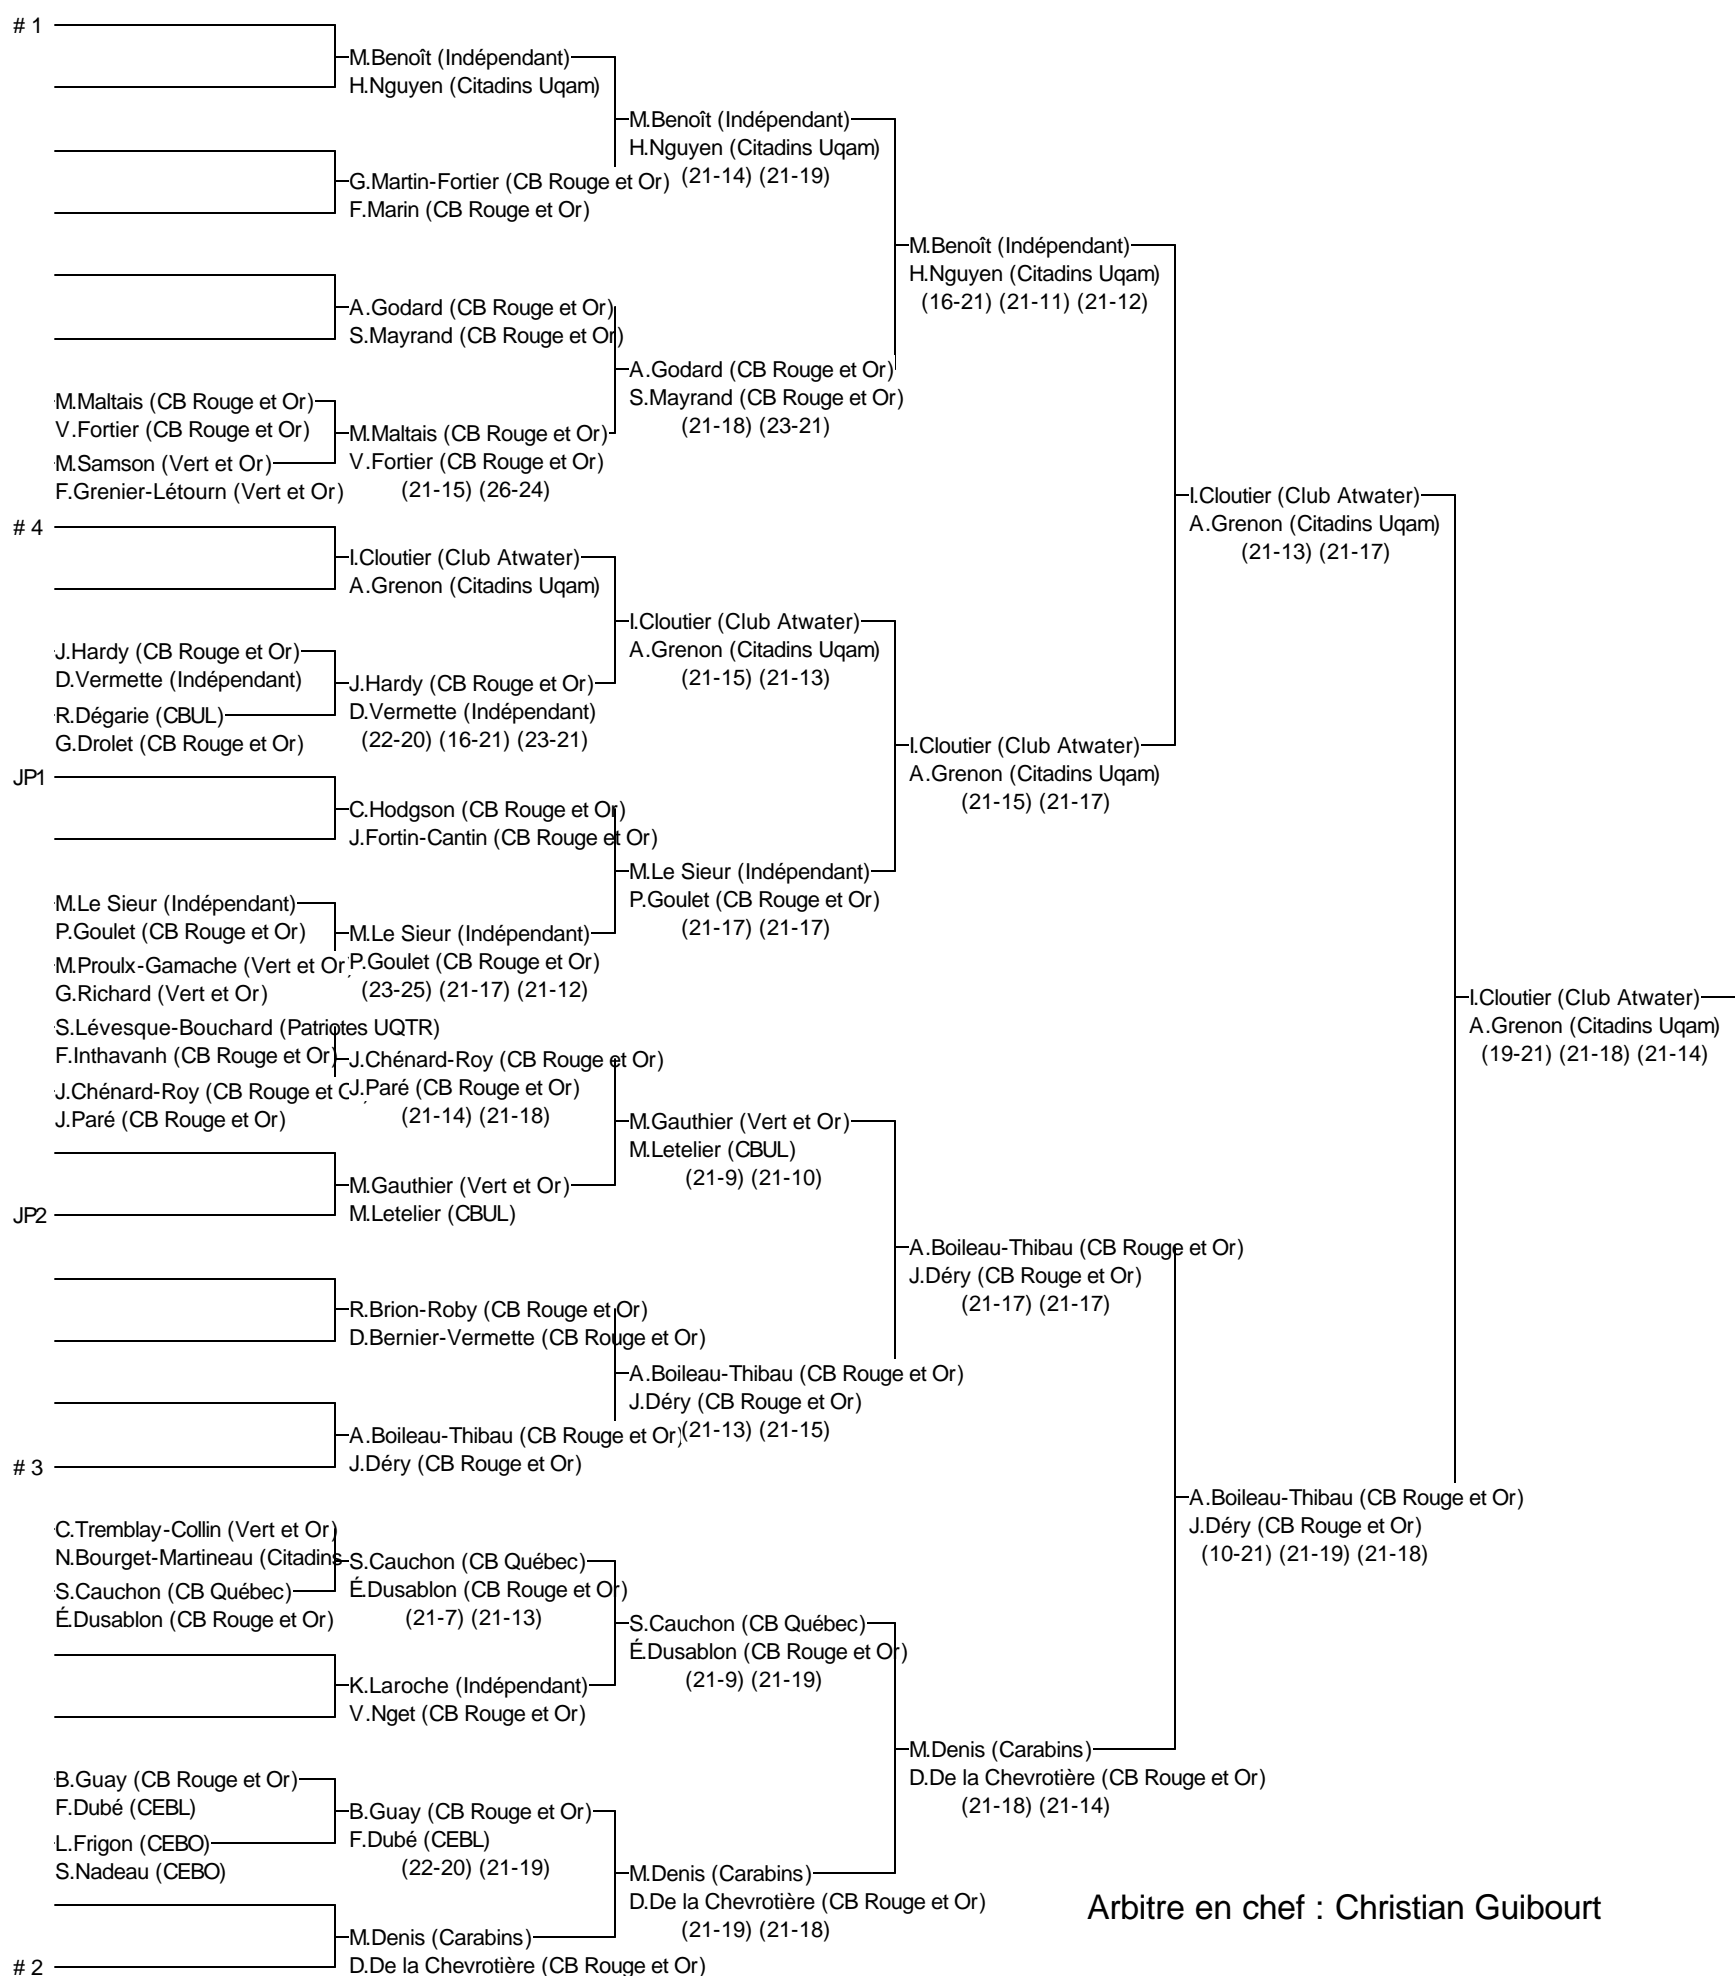 # 1
M.Benoît (Indépendant)
H.Nguyen (Citadins Uqam)
M.Benoît (Indépendant)
H.Nguyen (Citadins Uqam)
(21-14) (21-19)
G.Martin-Fortier (CB Rouge et Or)
F.Marin (CB Rouge et Or)
M.Benoît (Indépendant)
H.Nguyen (Citadins Uqam)
(16-21) (21-11) (21-12)
A.Godard (CB Rouge et Or)
S.Mayrand (CB Rouge et Or)
A.Godard (CB Rouge et Or)
S.Mayrand (CB Rouge et Or)
(21-18) (23-21)
M.Maltais (CB Rouge et Or)
V.Fortier (CB Rouge et Or)
M.Maltais (CB Rouge et Or)
V.Fortier (CB Rouge et Or)
(21-15) (26-24)
M.Samson (Vert et Or)
F.Grenier-Létourn (Vert et Or)
I.Cloutier (Club Atwater)
A.Grenon (Citadins Uqam)
(21-13) (21-17)
# 4
I.Cloutier (Club Atwater)
A.Grenon (Citadins Uqam)
I.Cloutier (Club Atwater)
A.Grenon (Citadins Uqam)
(21-15) (21-13)
J.Hardy (CB Rouge et Or)
D.Vermette (Indépendant)
J.Hardy (CB Rouge et Or)
D.Vermette (Indépendant)
(22-20) (16-21) (23-21)
R.Dégarie (CBUL)
G.Drolet (CB Rouge et Or)
I.Cloutier (Club Atwater)
A.Grenon (Citadins Uqam)
(21-15) (21-17)
JP1
C.Hodgson (CB Rouge et Or)
J.Fortin-Cantin (CB Rouge et Or)
M.Le Sieur (Indépendant)
P.Goulet (CB Rouge et Or)
(21-17) (21-17)
M.Le Sieur (Indépendant)
P.Goulet (CB Rouge et Or)
M.Le Sieur (Indépendant)
P.Goulet (CB Rouge et Or)
(23-25) (21-17) (21-12)
M.Proulx-Gamache (Vert et Or
G.Richard (Vert et Or)
I.Cloutier (Club Atwater)
A.Grenon (Citadins Uqam)
(19-21) (21-18) (21-14)
S.Lévesque-Bouchard (Patriotes UQTR)
F.Inthavanh (CB Rouge et Or)
J.Chénard-Roy (CB Rouge et Or)
J.Paré (CB Rouge et Or)
(21-14) (21-18)
J.Chénard-Roy (CB Rouge et
J.Paré (CB Rouge et Or)
M.Gauthier (Vert et Or)
M.Letelier (CBUL)
(21-9) (21-10)
M.Gauthier (Vert et Or)
M.Letelier (CBUL)
JP2
A.Boileau-Thibau (CB Rouge et Or)
J.Déry (CB Rouge et Or)
(21-17) (21-17)
R.Brion-Roby (CB Rouge et Or)
D.Bernier-Vermette (CB Rouge et Or)
A.Boileau-Thibau (CB Rouge et Or)
J.Déry (CB Rouge et Or)
(21-13) (21-15)
A.Boileau-Thibau (CB Rouge et Or)
J.Déry (CB Rouge et Or)
# 3
A.Boileau-Thibau (CB Rouge et Or)
J.Déry (CB Rouge et Or)
(10-21) (21-19) (21-18)
C.Tremblay-Collin (Vert et Or)
N.Bourget-Martineau (Citadins
S.Cauchon (CB Québec)
É.Dusablon (CB Rouge et Or)
(21-7) (21-13)
S.Cauchon (CB Québec)
É.Dusablon (CB Rouge et Or)
S.Cauchon (CB Québec)
É.Dusablon (CB Rouge et Or)
(21-9) (21-19)
K.Laroche (Indépendant)
V.Nget (CB Rouge et Or)
M.Denis (Carabins)
D.De la Chevrotière (CB Rouge et Or)
(21-18) (21-14)
B.Guay (CB Rouge et Or)
F.Dubé (CEBL)
B.Guay (CB Rouge et Or)
F.Dubé (CEBL)
(22-20) (21-19)
L.Frigon (CEBO)
S.Nadeau (CEBO)
M.Denis (Carabins)
D.De la Chevrotière (CB Rouge et Or)
(21-19) (21-18)
Arbitre en chef : Christian Guibourt
M.Denis (Carabins)
D.De la Chevrotière (CB Rouge et Or)
# 2